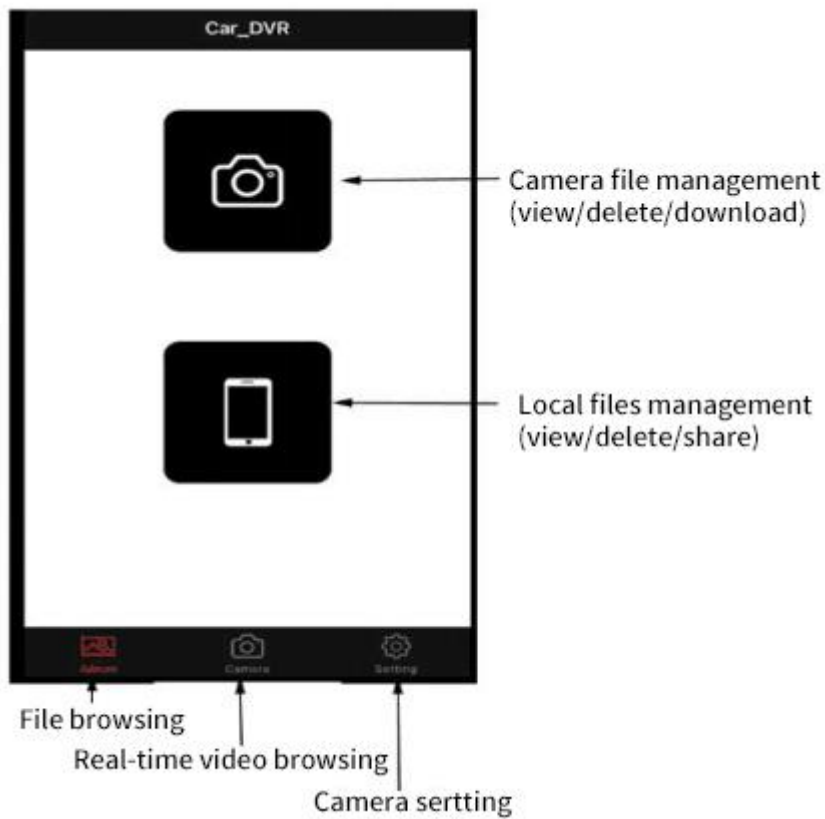 Car_DVR
Camera file management
(view/delete/download)
Local files management
(view/delete/share)
Album
Camera
Setting
File browsing
Real-time video browsing
Camera sertting